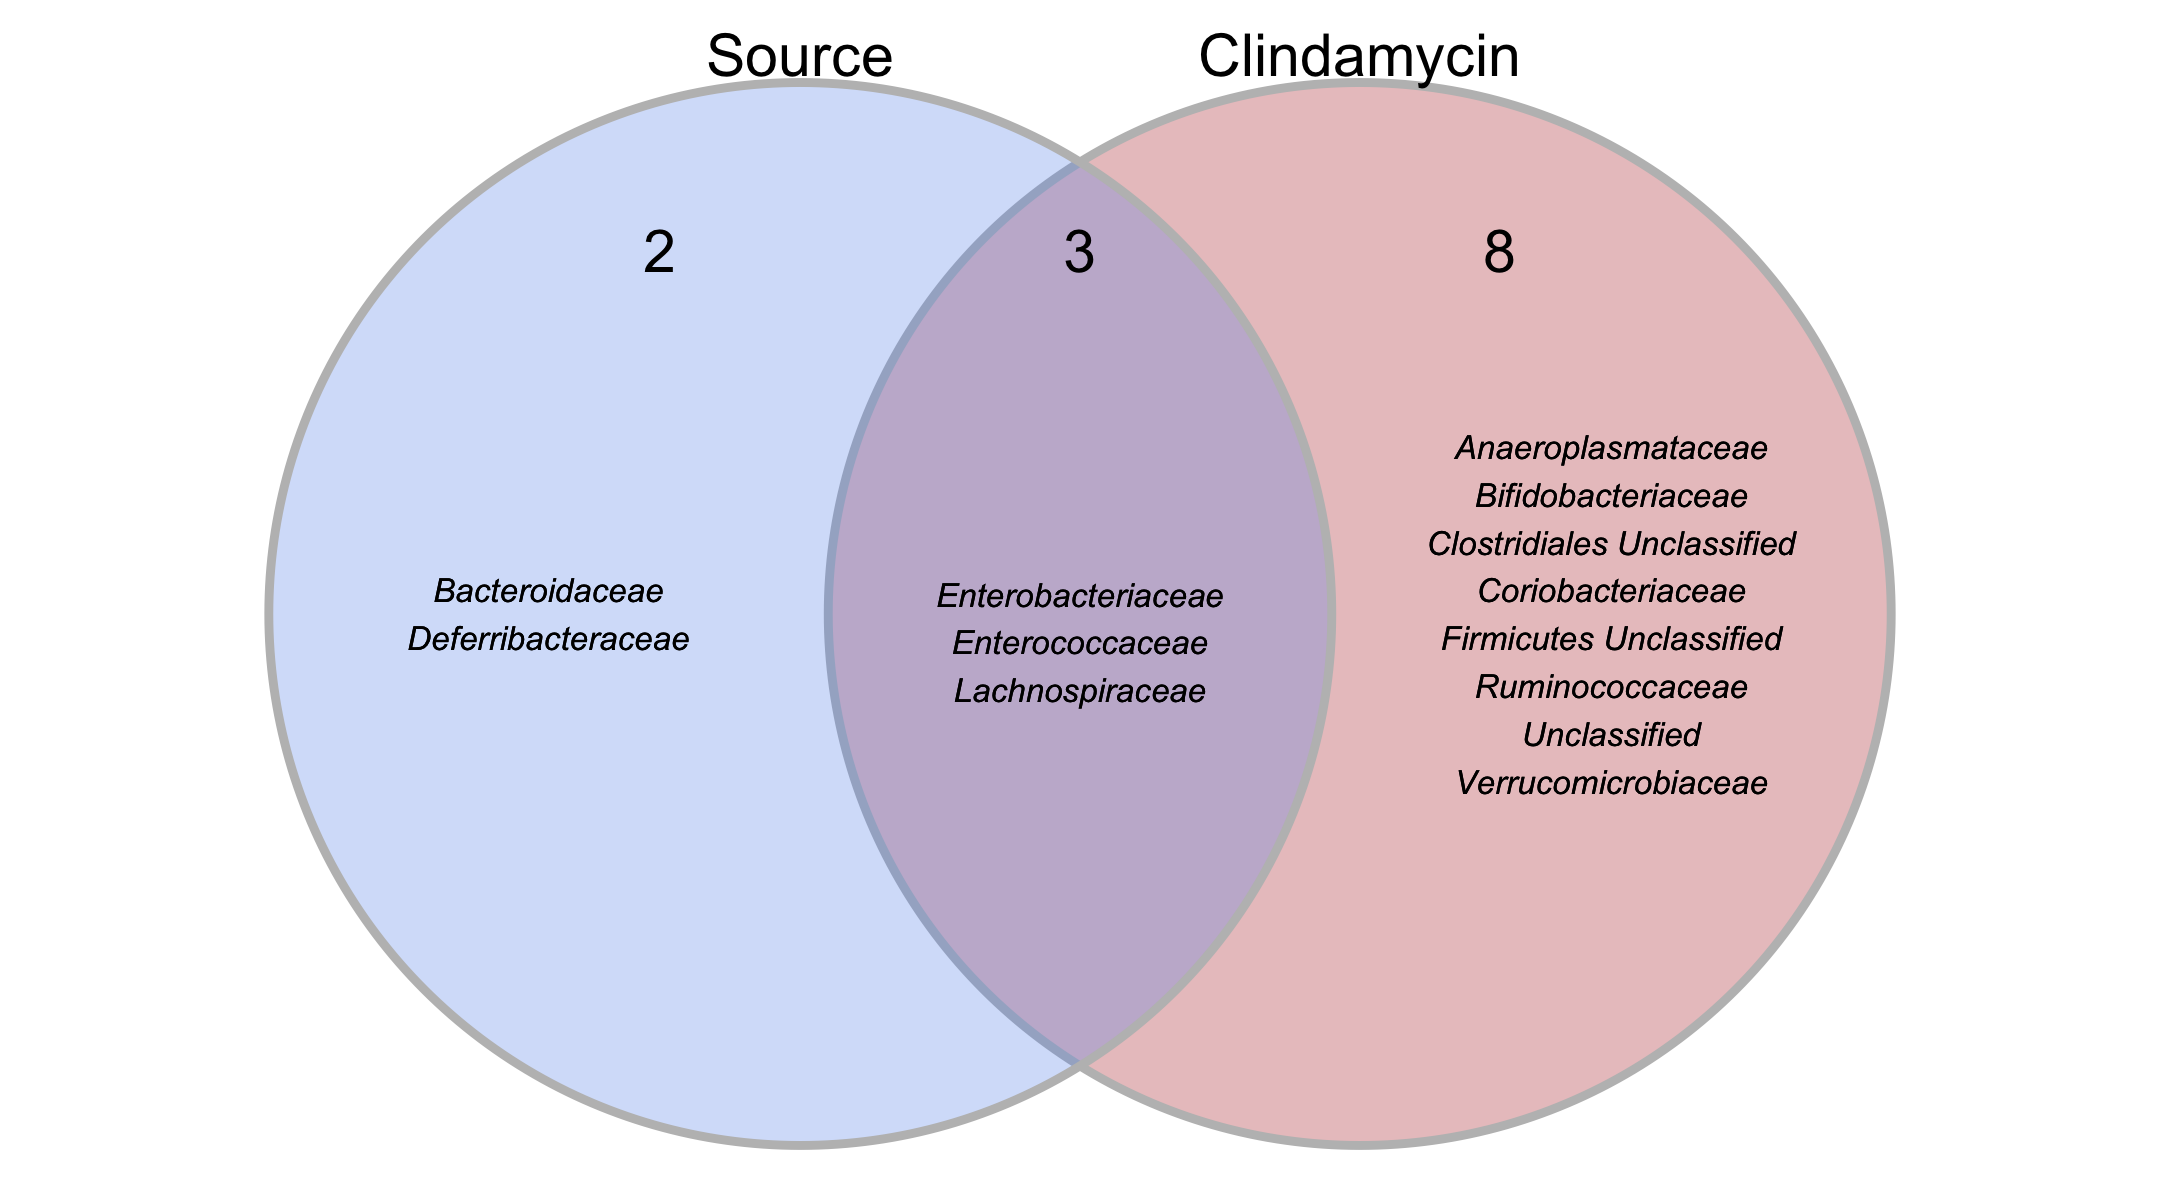 Source
Clindamycin
2
3
8
Bacteroidaceae
Deferribacteraceae
Enterobacteriaceae
Enterococcaceae
Lachnospiraceae
Anaeroplasmataceae
Bifidobacteriaceae
Clostridiales Unclassified
Coriobacteriaceae
Firmicutes Unclassified
Ruminococcaceae
Unclassified
Verrucomicrobiaceae